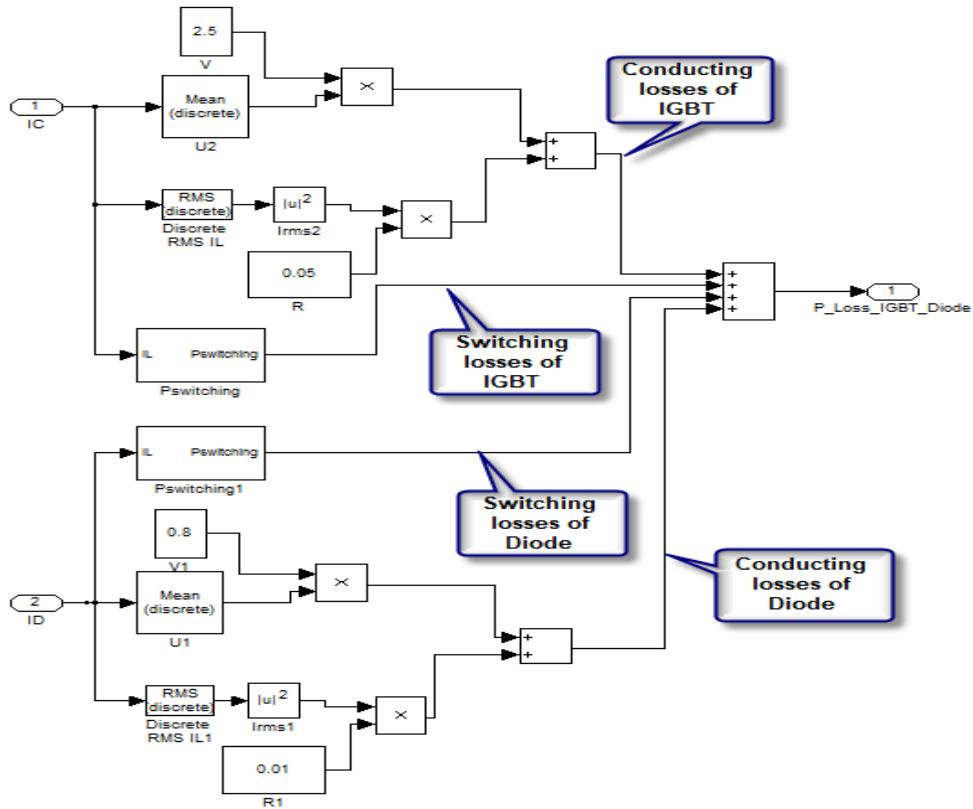 2.5
V
1
IC
Mean
(discrete)
U2
×
+
+
Conducting
losses of
IGBT
RMS
(discrete)
Discrete
RMS IL
|u|²
Irms2
×
0.05
R
+
+
+
+
1
P_Loss_IGBT_Diode
Switching
losses of
IGBT
IL Pswitching
Pswitching
IL Pswitching
Pswitching1
Switching
losses of
Diode
0.8
V1
2
ID
Mean
(discrete)
U1
×
+
+
Conducting
losses of
Diode
RMS
(discrete)
Discrete
RMS IL1
|u|²
Irms1
×
0.01
R1